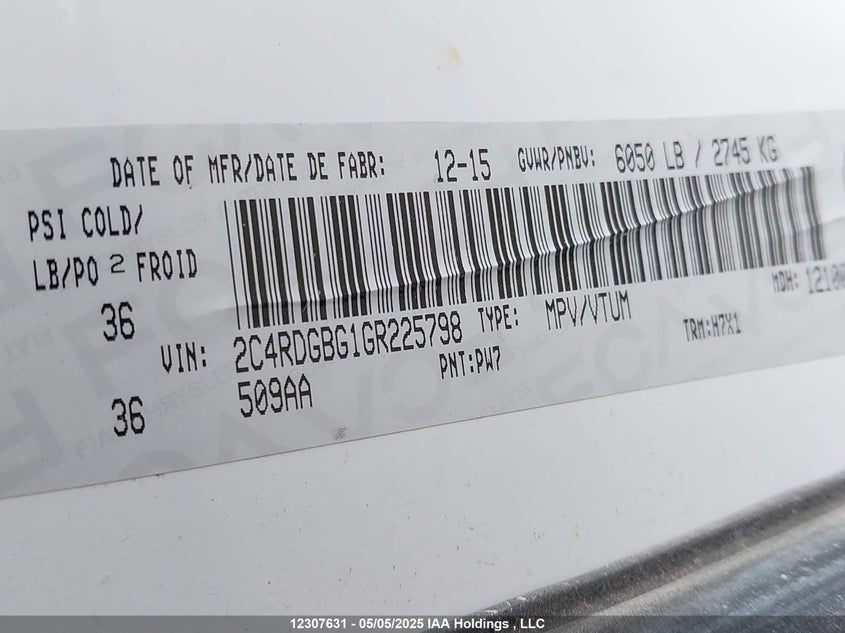 DATE OF MFR/DATE DE FABR: 12-15 GVWR/PNBV: 6050 LB / 2745 KG
PSI COLD/
LB/PO 2 FROID
36
VIN: 2C4RDGBG1GR225798 TYPE: MPV/VTUM MDH: 12100
36
509AA PNT:PW7 TRM:H7X1
12307631 - 05/05/2025 IAA Holdings , LLC